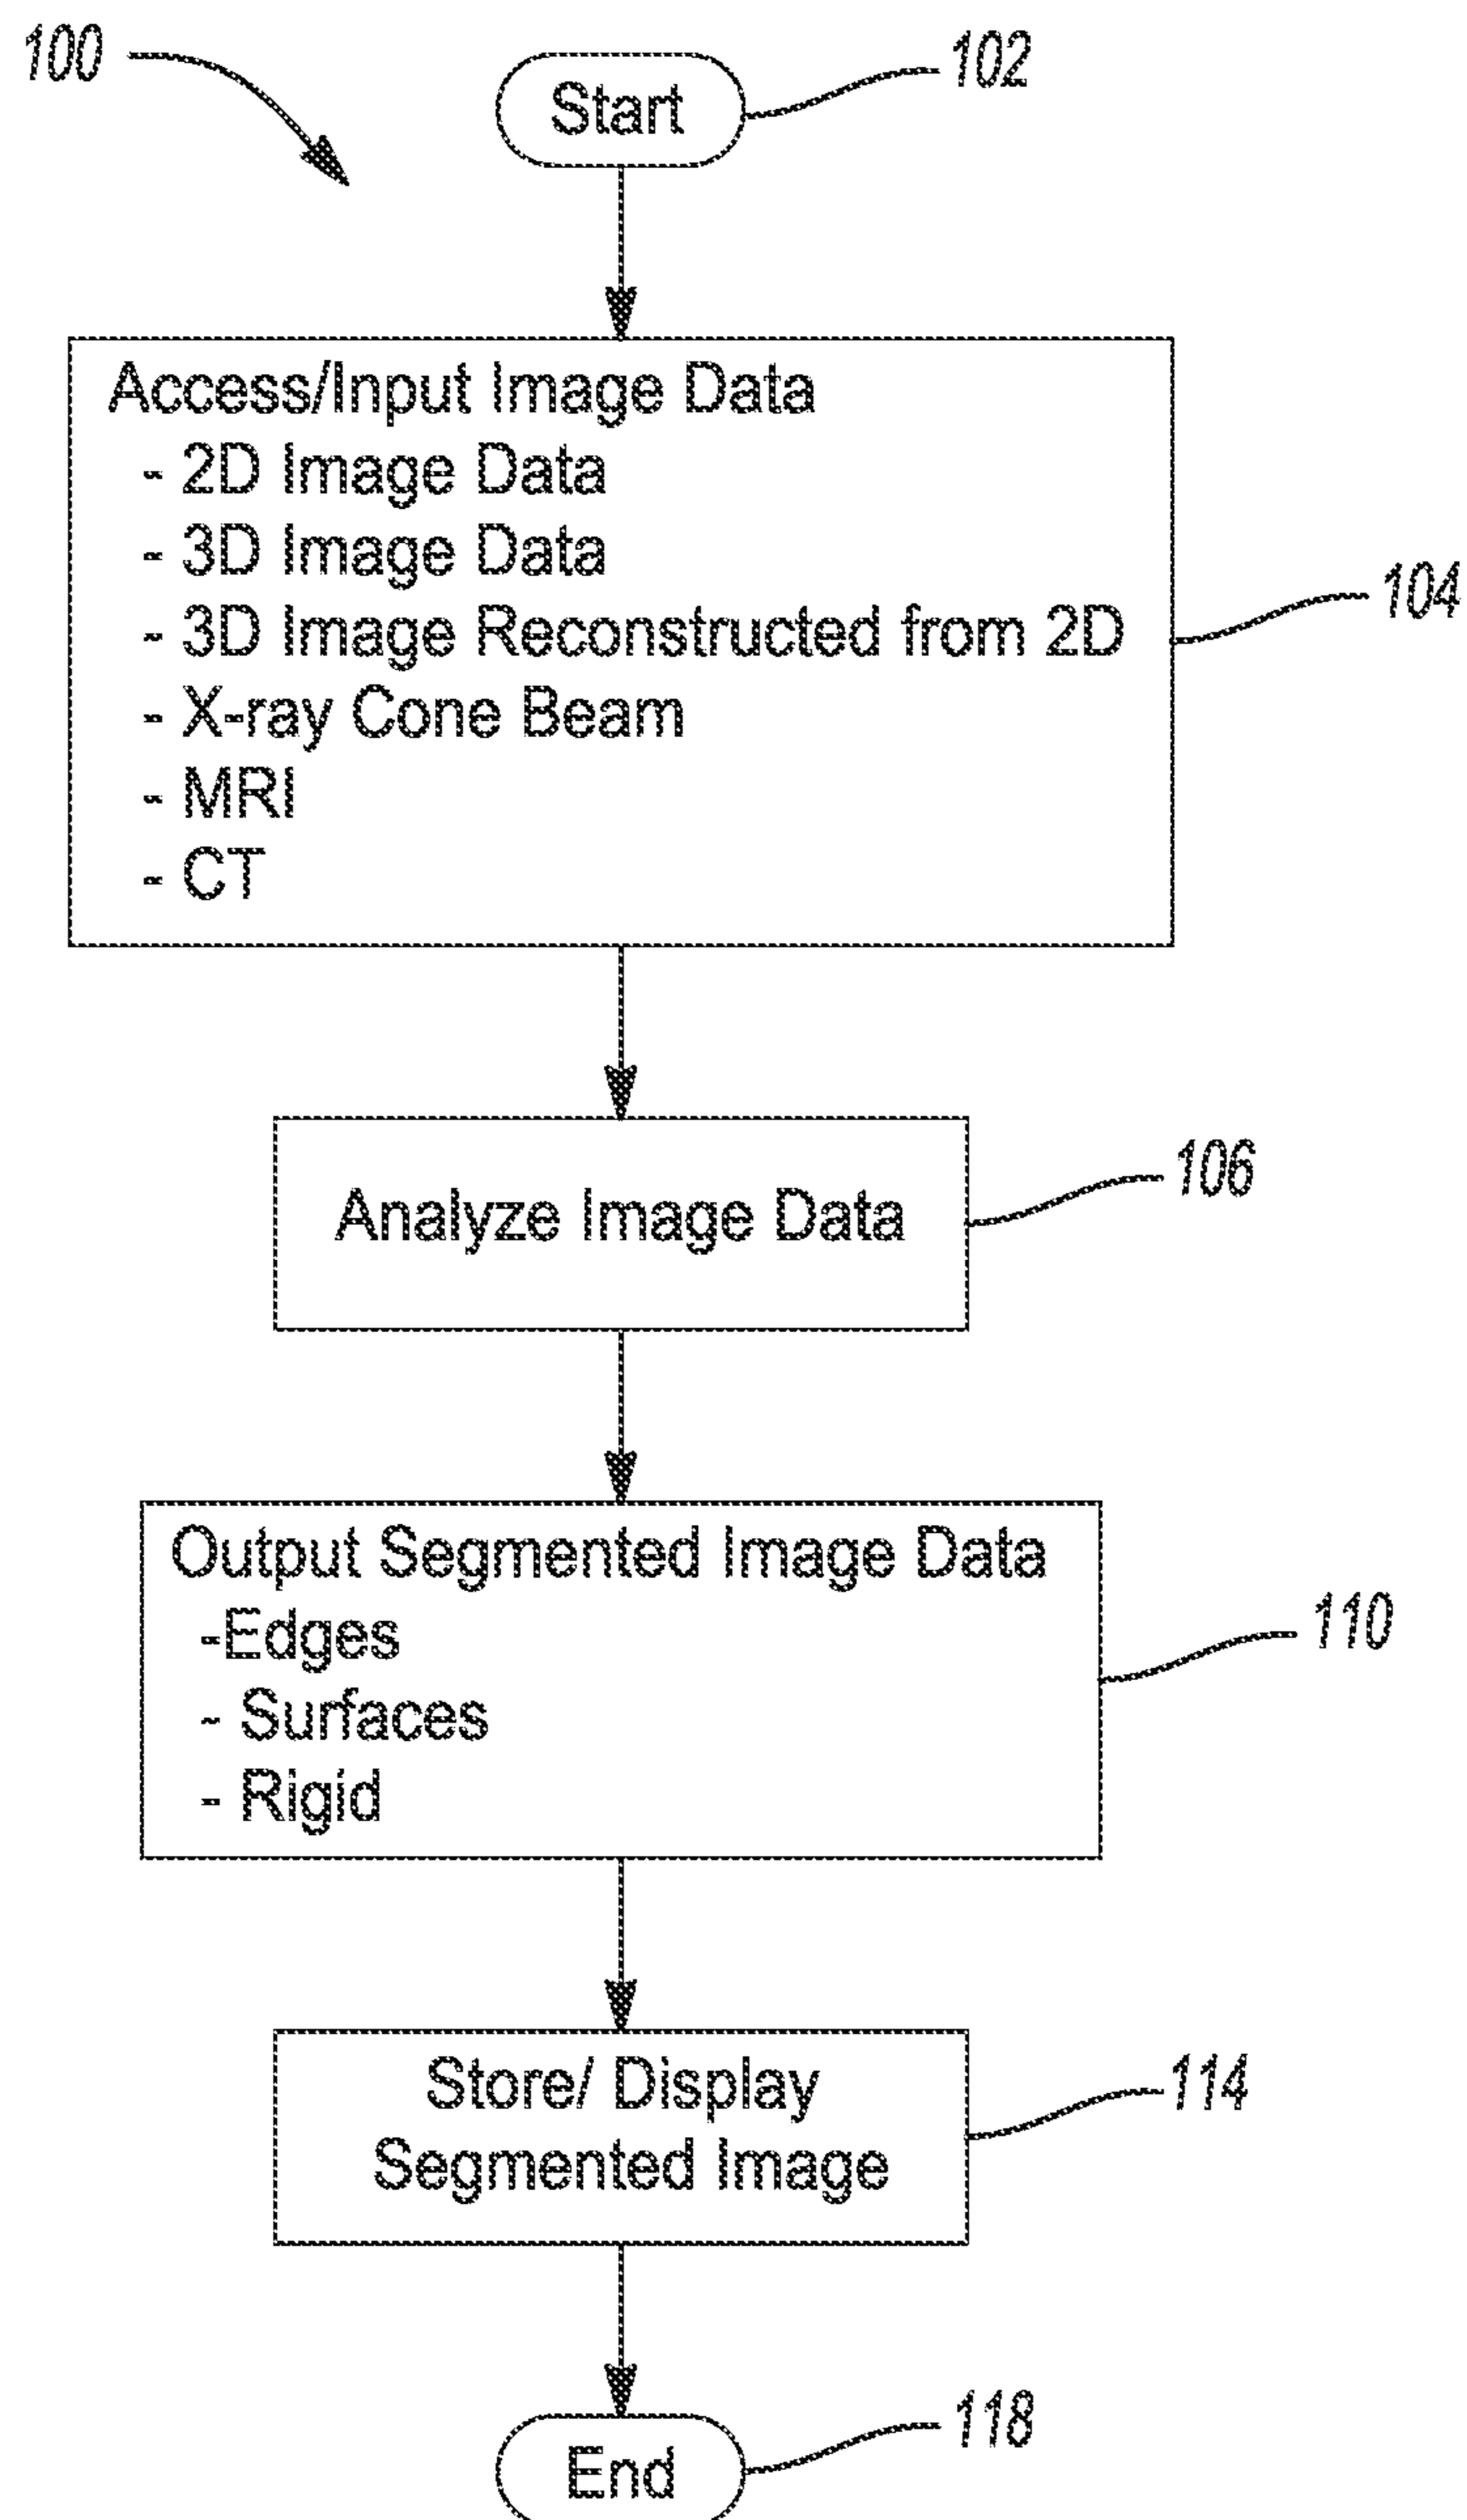 100
Start
102
Access/Input Image Data
- 2D Image Data
- 3D Image Data
- 3D Image Reconstructed from 2D
- X-ray Cone Beam
- MRI
- CT
104
Analyze Image Data
106
Output Segmented Image Data
-Edges
- Surfaces
- Rigid
110
Store/ Display
Segmented Image
114
End
118